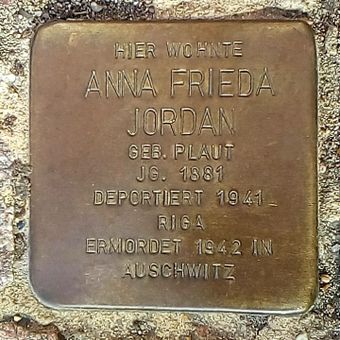 HIER WOHNTE
ANNA FRIEDA
JORDAN
GEB. PLAUT
JG. 1881
DEPORTIERT 1941
RIGA
ERMORDET 1942 IN
AUSCHWITZ